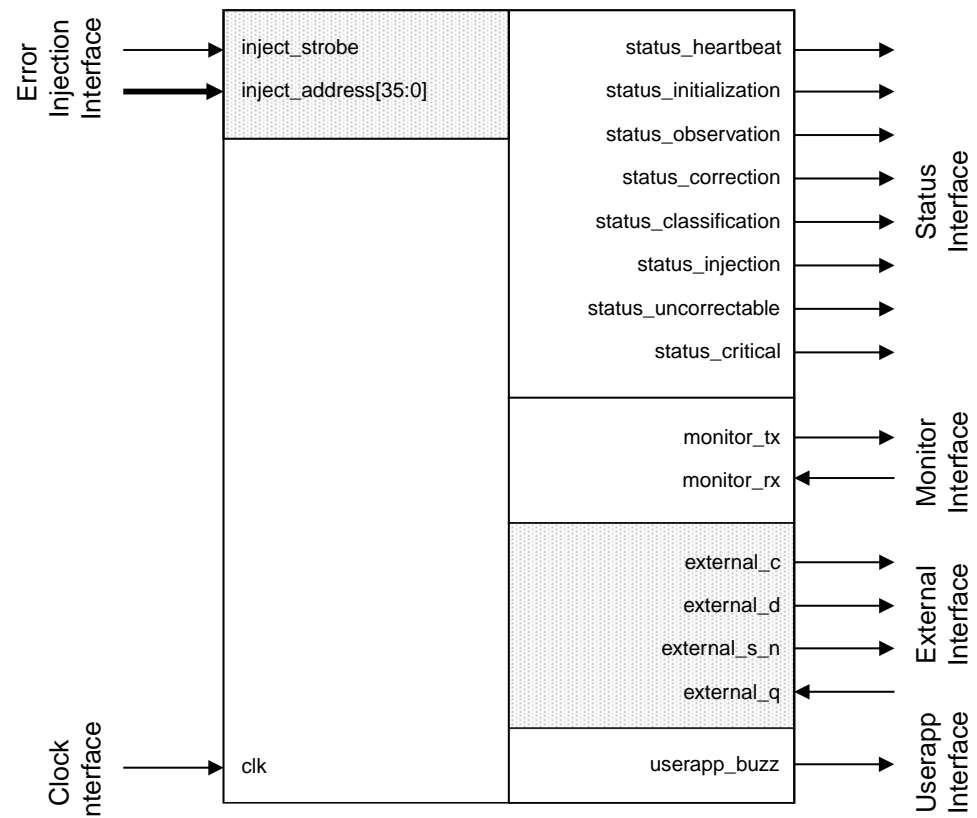 Error
Injection
Interface
inject_strobe
inject_address[35:0]
Clock
nterface
clk
status_heartbeat
status_initialization
status_observation
status_correction
status_classification
status_injection
status_uncorrectable
status_critical
Status
Interface
monitor_tx
monitor_rx
Monitor
Interface
external_c
external_d
external_s_n
external_q
External
Interface
userapp_buzz
Userapp
Interface